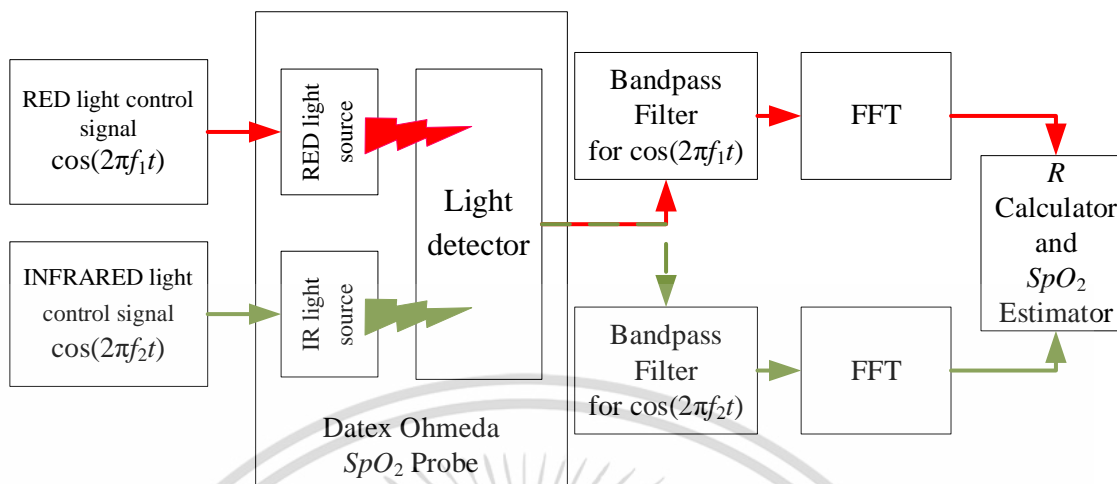 RED light control
signal
cos(2πf₁t)
RED light
source
Light
detector
Bandpass
Filter
for cos(2πf₁t)
FFT
R
Calculator
and
SpO₂
Estimator
INFRARED light
control signal
cos(2πf₂t)
IR light
source
Bandpass
Filter
for cos(2πf₂t)
FFT
Datex Ohmeda
SpO₂ Probe